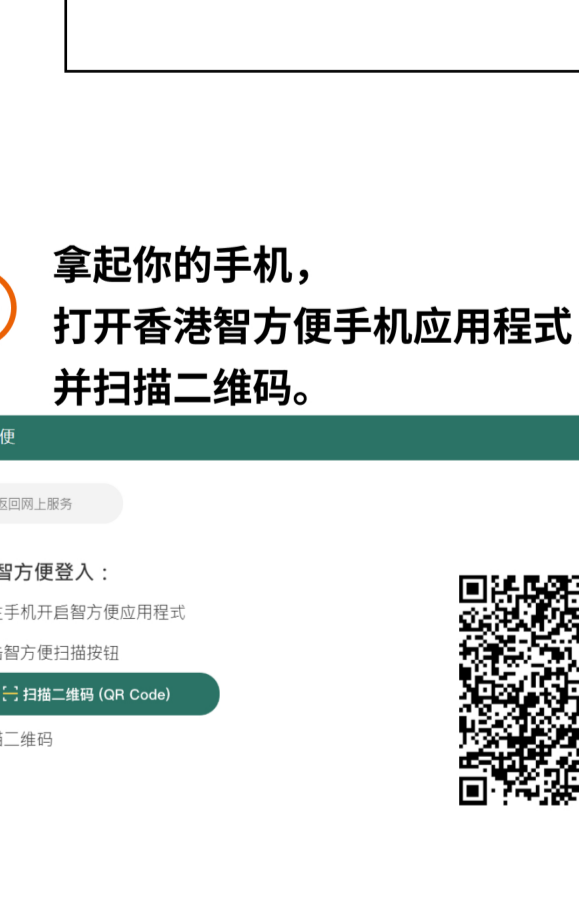 拿起你的手机，
打开香港智方便手机应用程式
并扫描二维码。
便
返回网上服务
智方便登入：
手机开启智方便应用程式
智方便扫描按钮
扫描二维码 (QR Code)
二维码